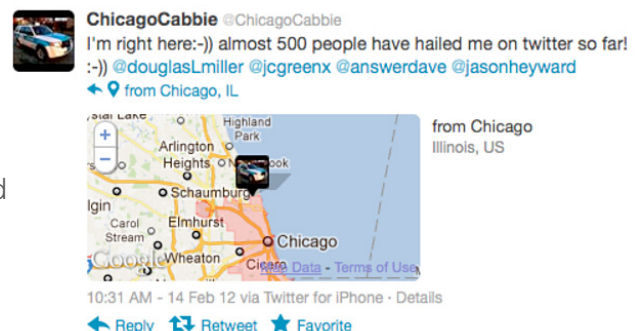 ChicagoCabbie @ChicagoCabbie
I'm right here:-)) almost 500 people have hailed me on twitter so far!
:-)) @douglasLmiller @jcgreenx @answerdave @jasonheyward
from Chicago, IL
from Chicago
Illinois, US
Highland
Park
Arlington
Heights
Schaumburg
lgin
Carol
Stream
Elmhurst
Chicago
Wheaton
Cicero
Google
Map Data - Terms of Use
10:31 AM - 14 Feb 12 via Twitter for iPhone · Details
Reply Retweet Favorite
d